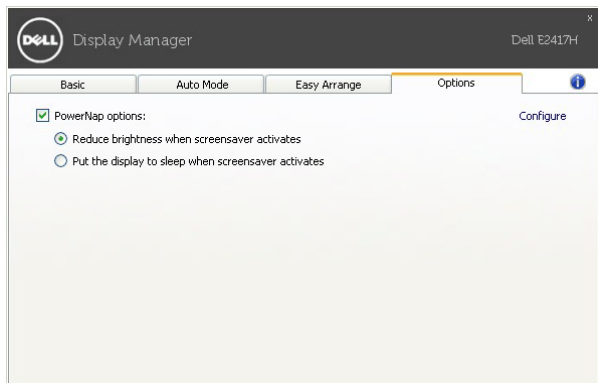 DELL
Display Manager
Dell E2417H
x
Basic
Auto Mode
Easy Arrange
Options
i
PowerNap options:
Configure
Reduce brightness when screensaver activates
Put the display to sleep when screensaver activates